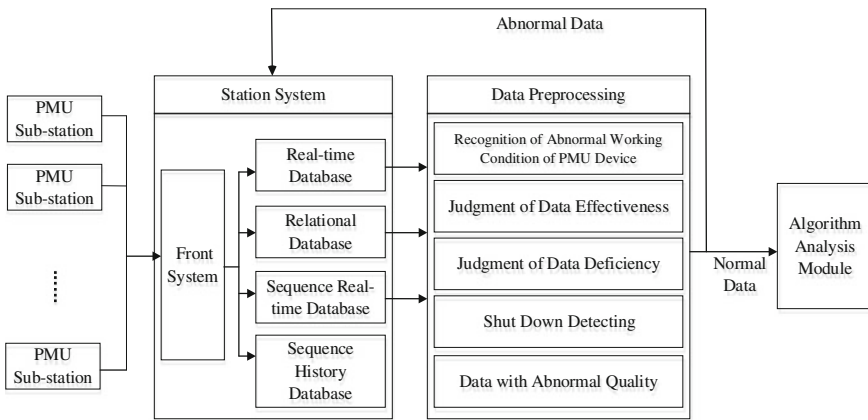 Abnormal Data
PMU
Sub-station
PMU
Sub-station
......
PMU
Sub-station
Station System
Front
System
Real-time
Database
Relational
Database
Sequence Real-
time Database
Sequence
History
Database
Data Preprocessing
Recognition of Abnormal Working
Condition of PMU Device
Judgment of Data Effectiveness
Judgment of Data Deficiency
Shut Down Detecting
Data with Abnormal Quality
Normal
Data
Algorithm
Analysis
Module